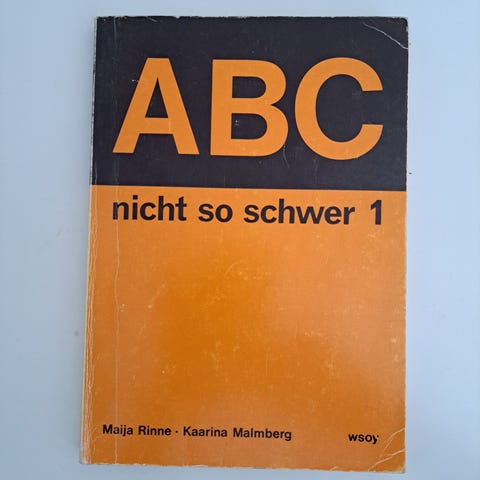 ABC
nicht so schwer 1
Maija Rinne · Kaarina Malmberg wsoy